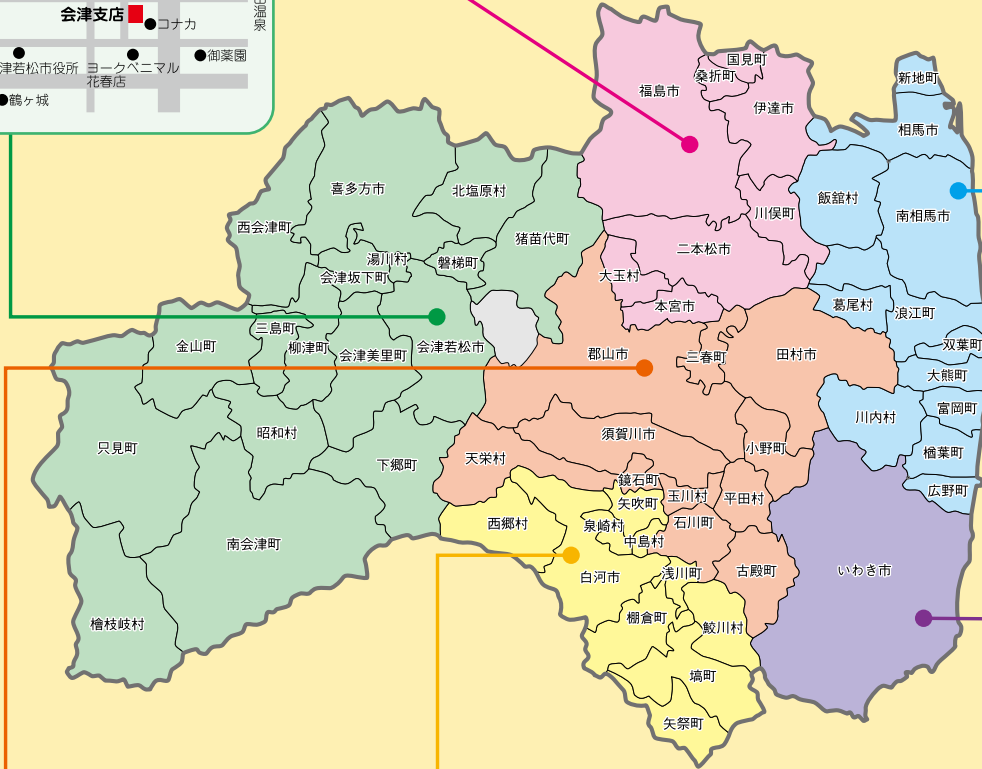 会津支店
コナカ
津若松市役所
ヨークベニマル
花春店
御薬園
鶴ヶ城
温泉
福島市
桑折町
国見町
伊達市
川俣町
二本松市
大玉村
本宮市
新地町
相馬市
飯舘村
南相馬市
葛尾村
浪江町
双葉町
大熊町
富岡町
川内村
楢葉町
広野町
喜多方市
北塩原村
西会津町
猪苗代町
湯川村
磐梯町
会津坂下町
三島町
金山町
柳津町
会津美里町
会津若松市
只見町
昭和村
下郷町
南会津町
檜枝岐村
郡山市
三春町
田村市
須賀川市
小野町
天栄村
鏡石町
玉川村
平田村
石川町
古殿町
矢吹町
西郷村
泉崎村
中島村
白河市
浅川町
棚倉町
鮫川村
塙町
矢祭町
いわき市